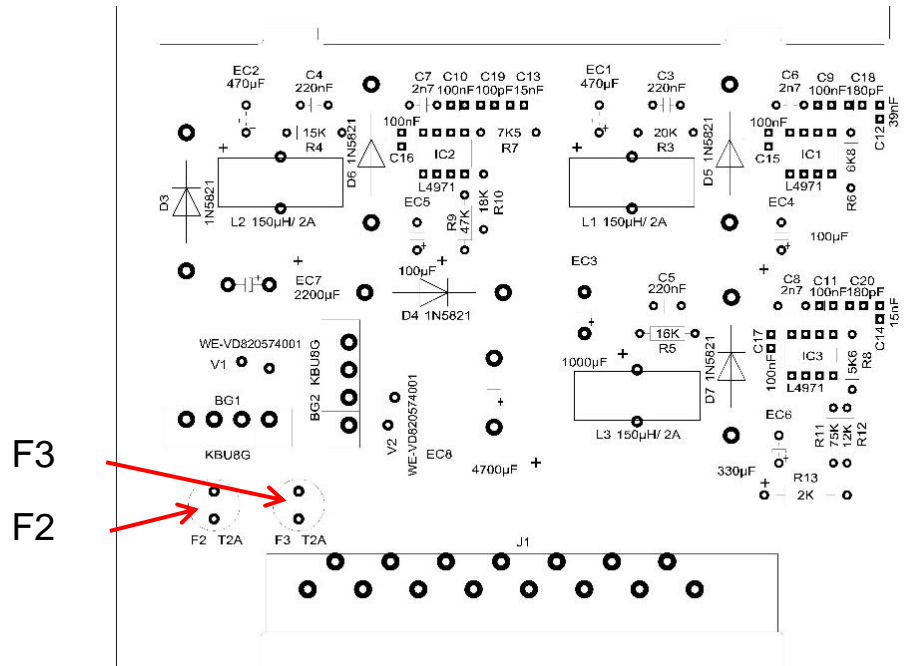 EC2
470µF
C4
220nF
C7
2n7
C10
100nF
C19
100pF
C13
15nF
EC1
470µF
C3
220nF
C6
2n7
C9
100nF
C18
180pF
39nF
C12
15K
R4
D6 1N5821
100nF
C16
IC2
L4971
7K5
R7
20K
R3
D5 1N5821
100nF
C15
IC1
L4971
6K8
R6
D3
1N5821
L2 150µH/ 2A
EC5
100µF
R9
47K
18K
R10
L1 150µH/ 2A
EC4
100µF
EC7
2200µF
D4 1N5821
EC3
1000µF
C5
220nF
16K
R5
C8
2n7
C11
100nF
C20
180pF
15nF
C14
C17
100nF
IC3
L4971
5K6
R8
D7 1N5821
WE-VD820574001
V1
BG1
KBU8G
BG2 KBU8G
V2
WE-VD820574001
EC8
4700µF
L3 150µH/ 2A
EC6
330µF
R11
75K
12K
R12
R13
2K
F3
F2
F2 T2A
F3 T2A
J1